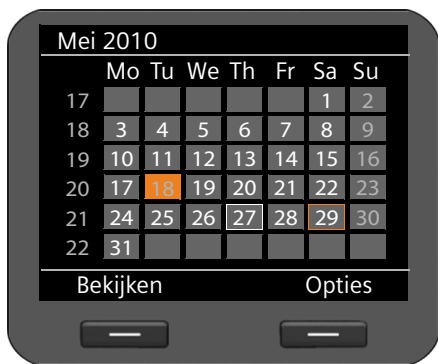 Mei 2010
Mo Tu We Th Fr Sa Su
17 1 2
18 3 4 5 6 7 8 9
19 10 11 12 13 14 15 16
20 17 18 19 20 21 22 23
21 24 25 26 27 28 29 30
22 31
Bekijken Opties